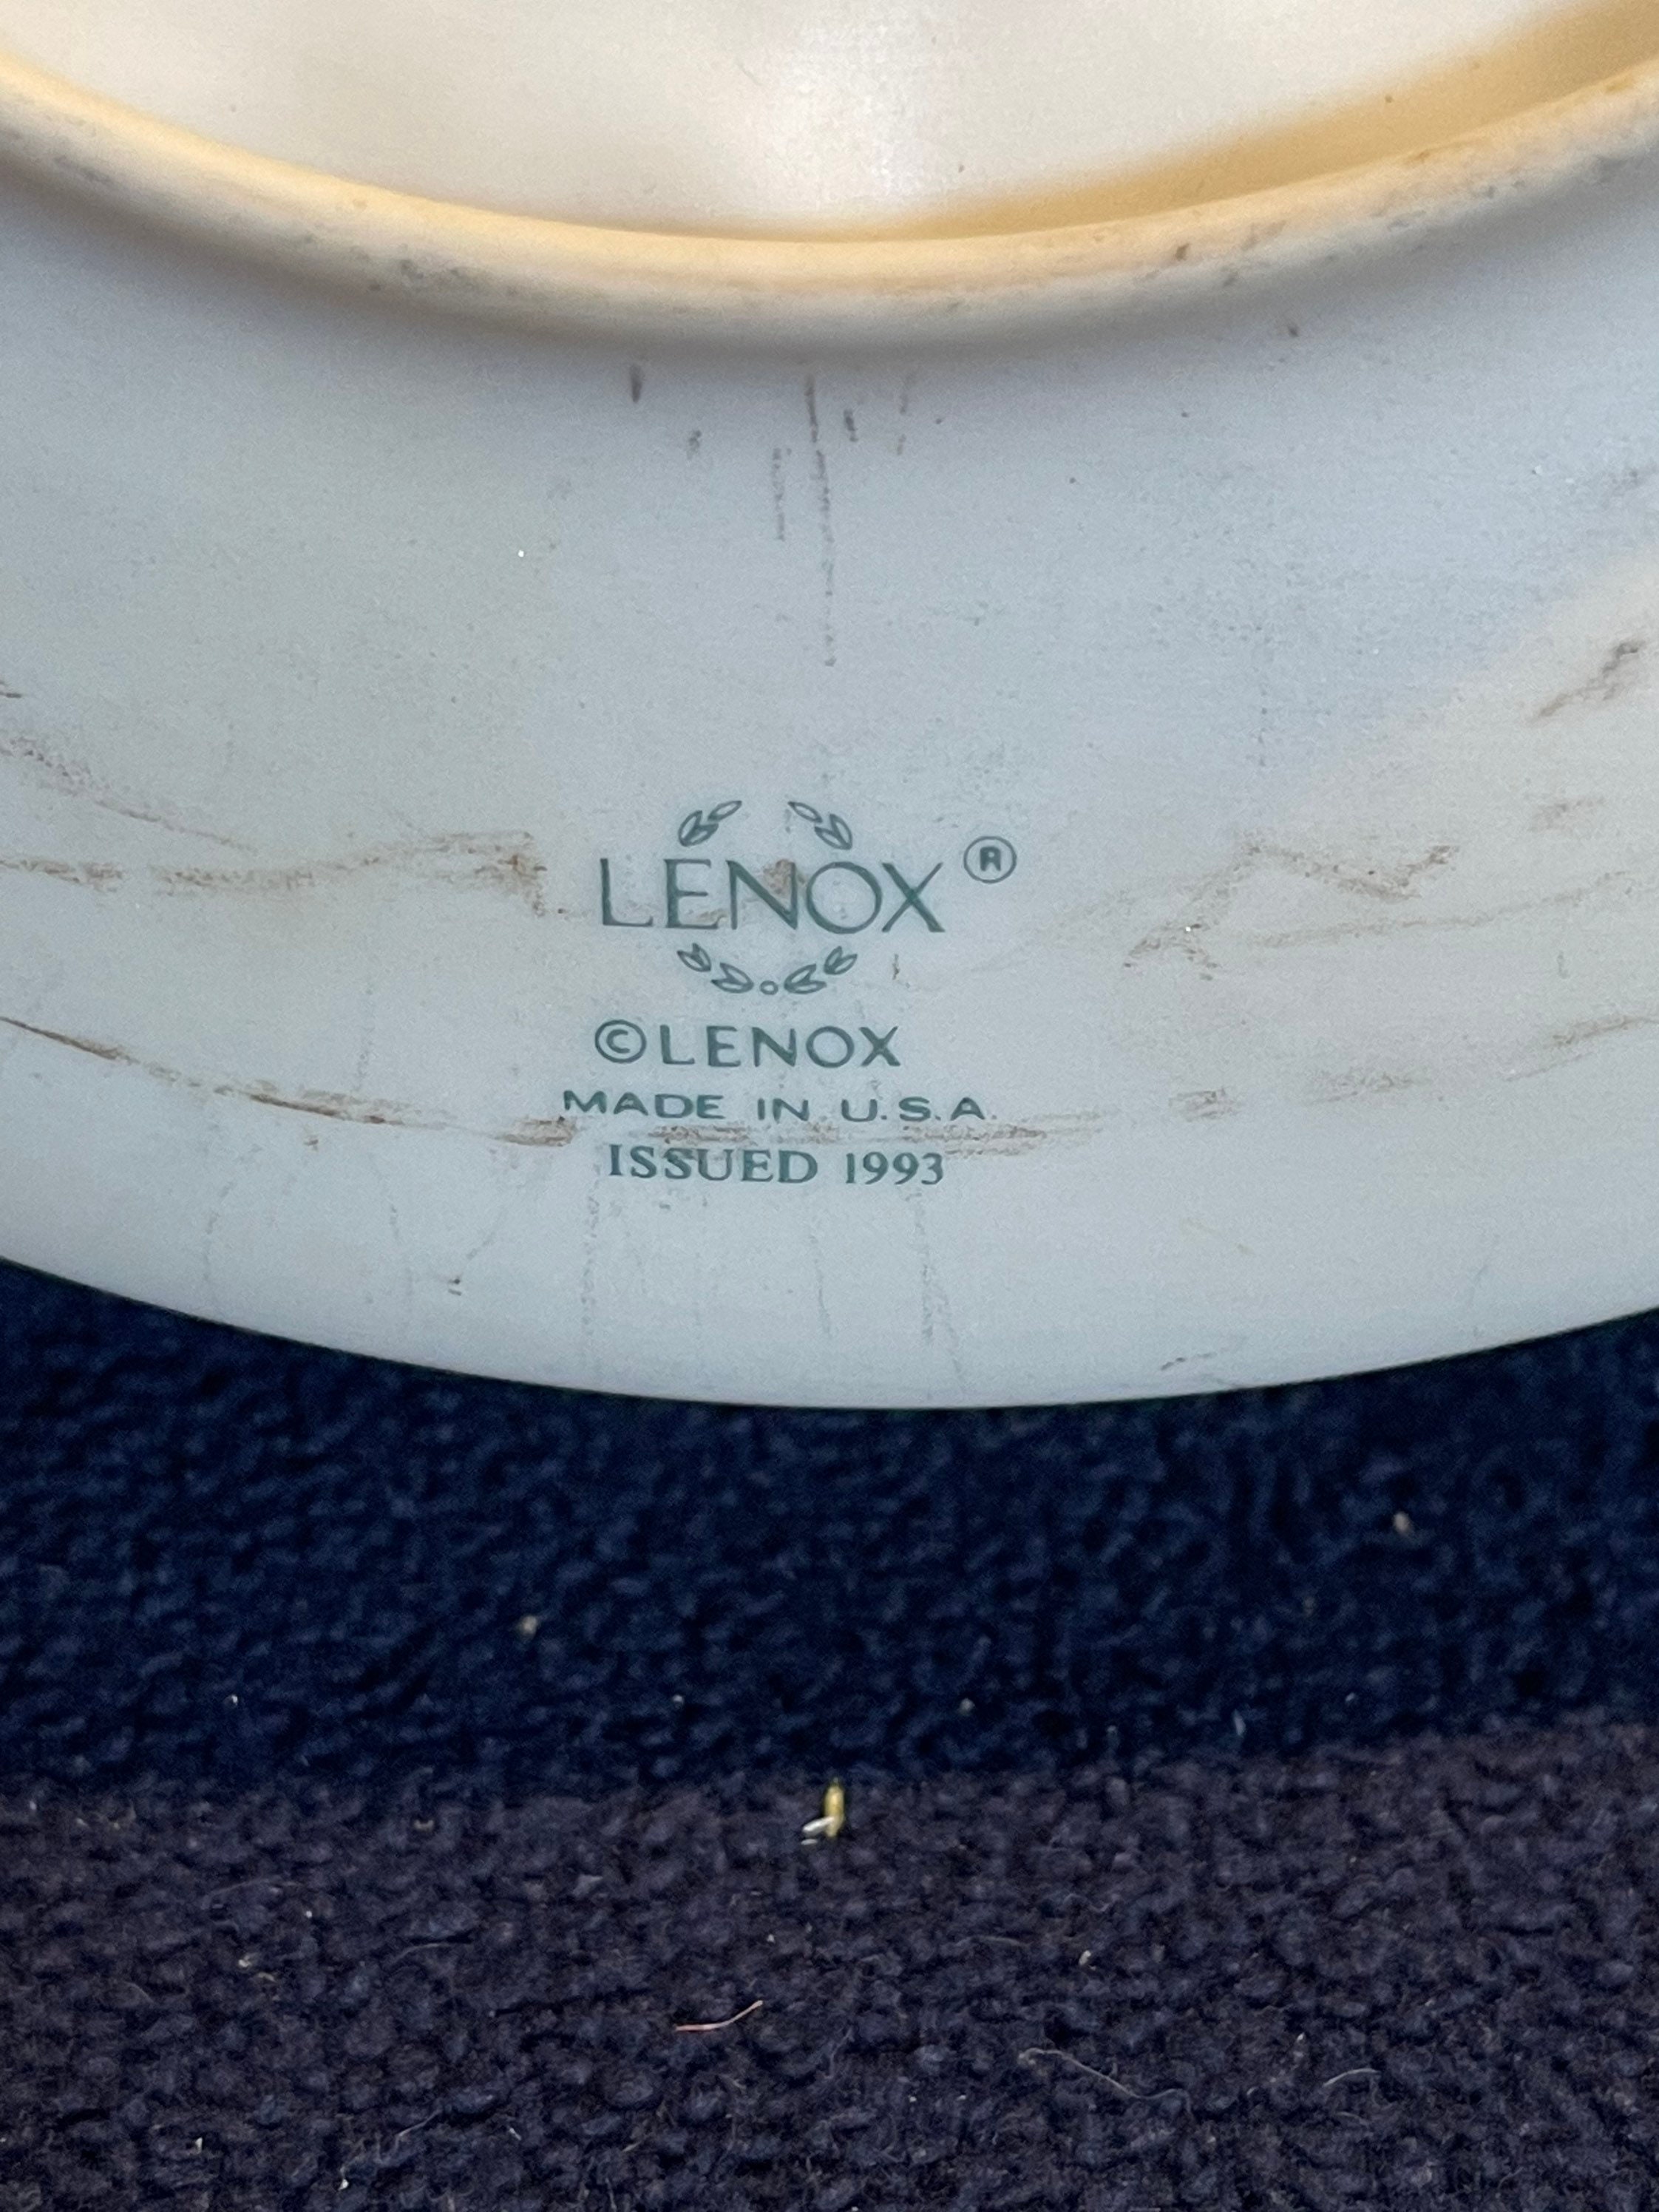 LENOX®
©LENOX
MADE IN U.S.A.
ISSUED 1993